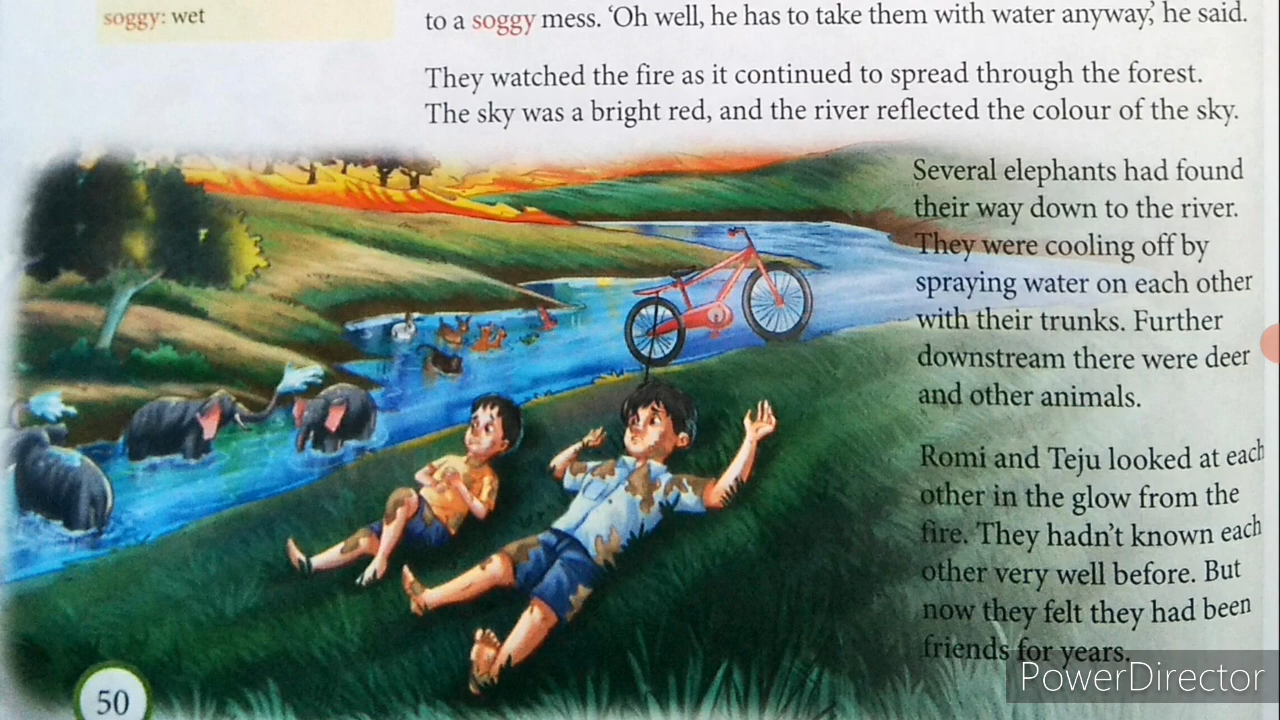 soggy: wet
to a soggy mess. ‘Oh well, he has to take them with water anyway,’ he said.
They watched the fire as it continued to spread through the forest.
The sky was a bright red, and the river reflected the colour of the sky.
Several elephants had found
their way down to the river.
They were cooling off by
spraying water on each other
with their trunks. Further
downstream there were deer
and other animals.
Romi and Teju looked at each
other in the glow from the
fire. They hadn’t known each
other very well before. But
now they felt they had been
friends for years.
PowerDirector
50